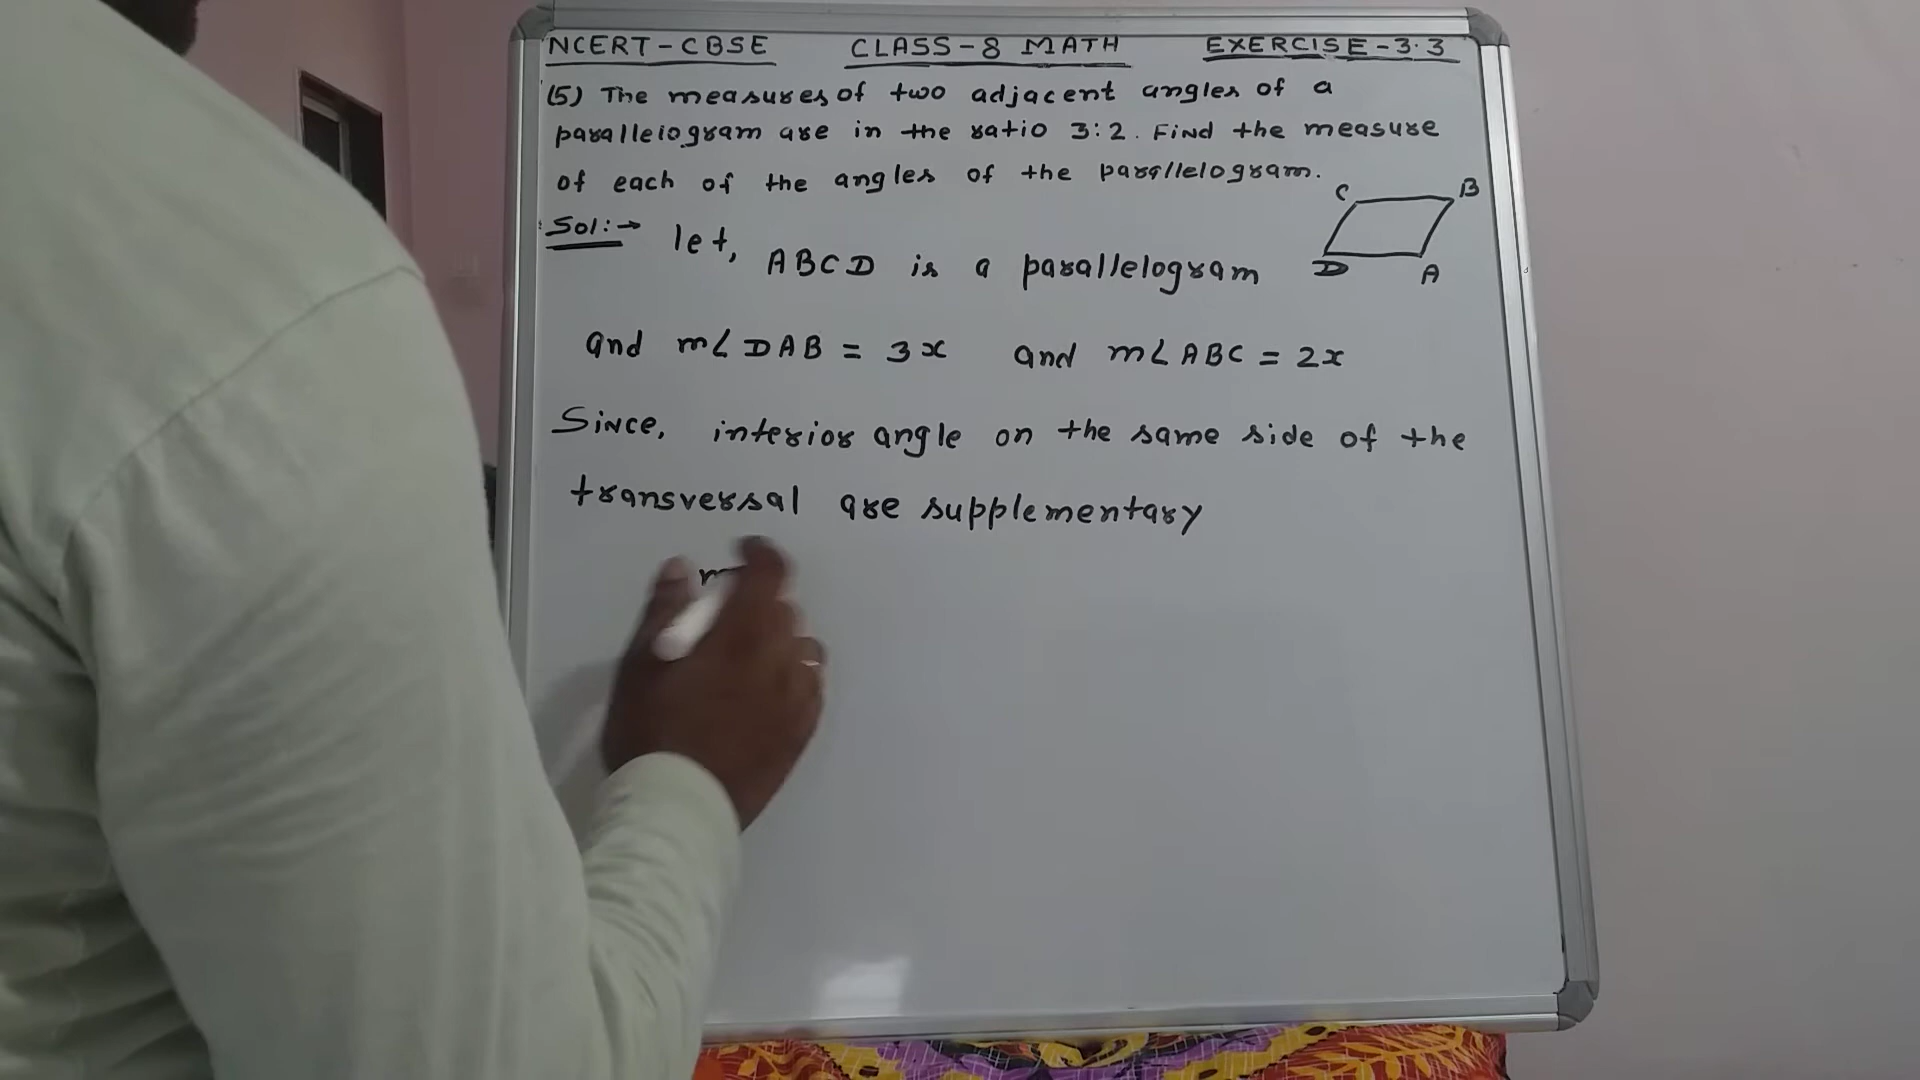 NCERT-CBSE CLASS-8 MATH EXERCISE-3.3
(5) The measures of two adjacent angles of a
parallelogram are in the ratio 3:2. Find the measure
of each of the angles of the parallelogram.
C B
D A
Sol:→ let, ABCD is a parallelogram
and m∠DAB = 3x and m∠ABC = 2x
Since, interior angle on the same side of the
transversal are supplementary
m